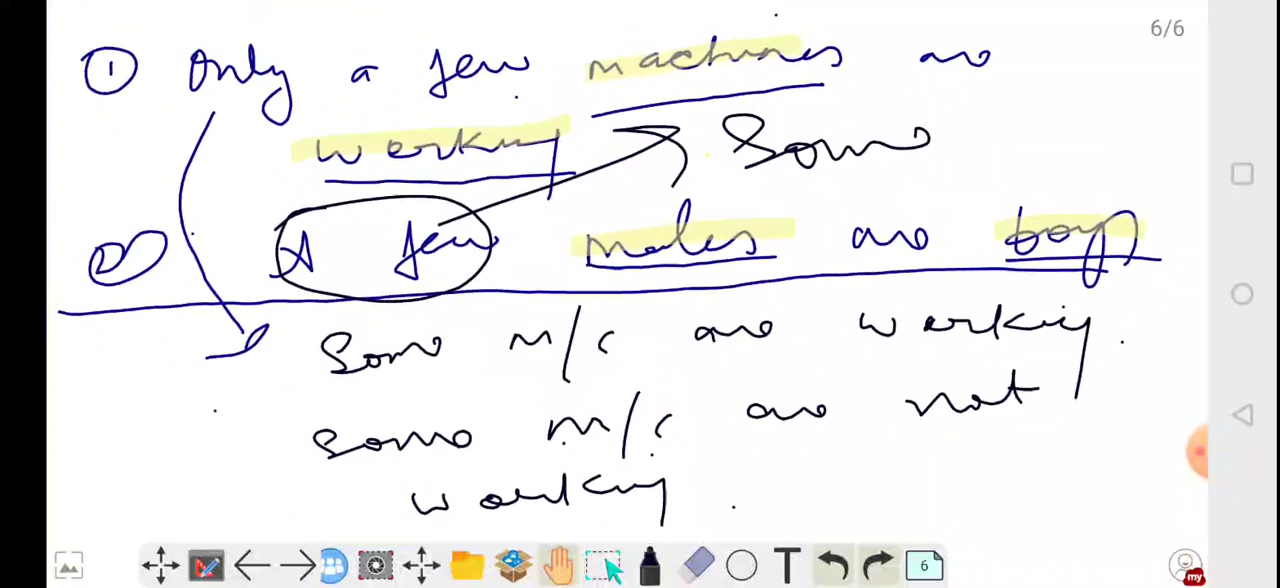 6/6
① Only a few machines are
working Some
② A few males are boys
Some m/c are working.
Some m/c are not
working.
T 6
my